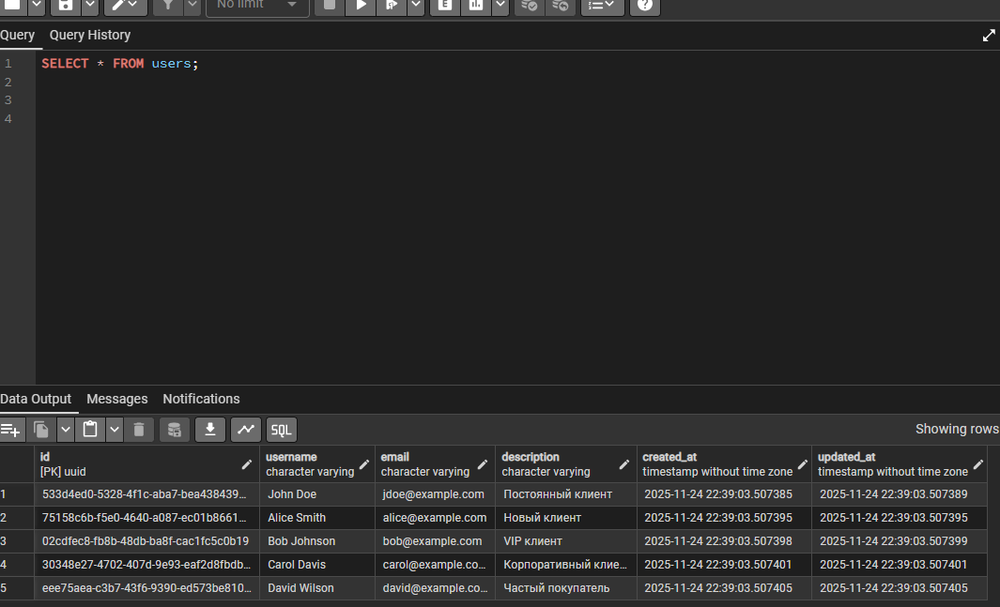 No limit
E
Query Query History
1 SELECT * FROM users;
2
3
4
Data Output Messages Notifications
SQL
Showing rows
id username email description created_at updated_at
[PK] uuid character varying character varying character varying timestamp without time zone timestamp without time zone
1 533d4ed0-5328-4f1c-aba7-bea438439... John Doe jdoe@example.com Постоянный клиент 2025-11-24 22:39:03.507385 2025-11-24 22:39:03.507389
2 75158c6b-f5e0-4640-a087-ec01b8661... Alice Smith alice@example.com Новый клиент 2025-11-24 22:39:03.507395 2025-11-24 22:39:03.507395
3 02cdfec8-fb8b-48db-ba8f-cac1fc5c0b19 Bob Johnson bob@example.com VIP клиент 2025-11-24 22:39:03.507398 2025-11-24 22:39:03.507399
4 30348e27-4702-407d-9e93-eaf2d8fbdb... Carol Davis carol@example.co... Корпоративный клие... 2025-11-24 22:39:03.507401 2025-11-24 22:39:03.507401
5 eee75aea-c3b7-43f6-9390-ed573be810... David Wilson david@example.co... Частый покупатель 2025-11-24 22:39:03.507405 2025-11-24 22:39:03.507405